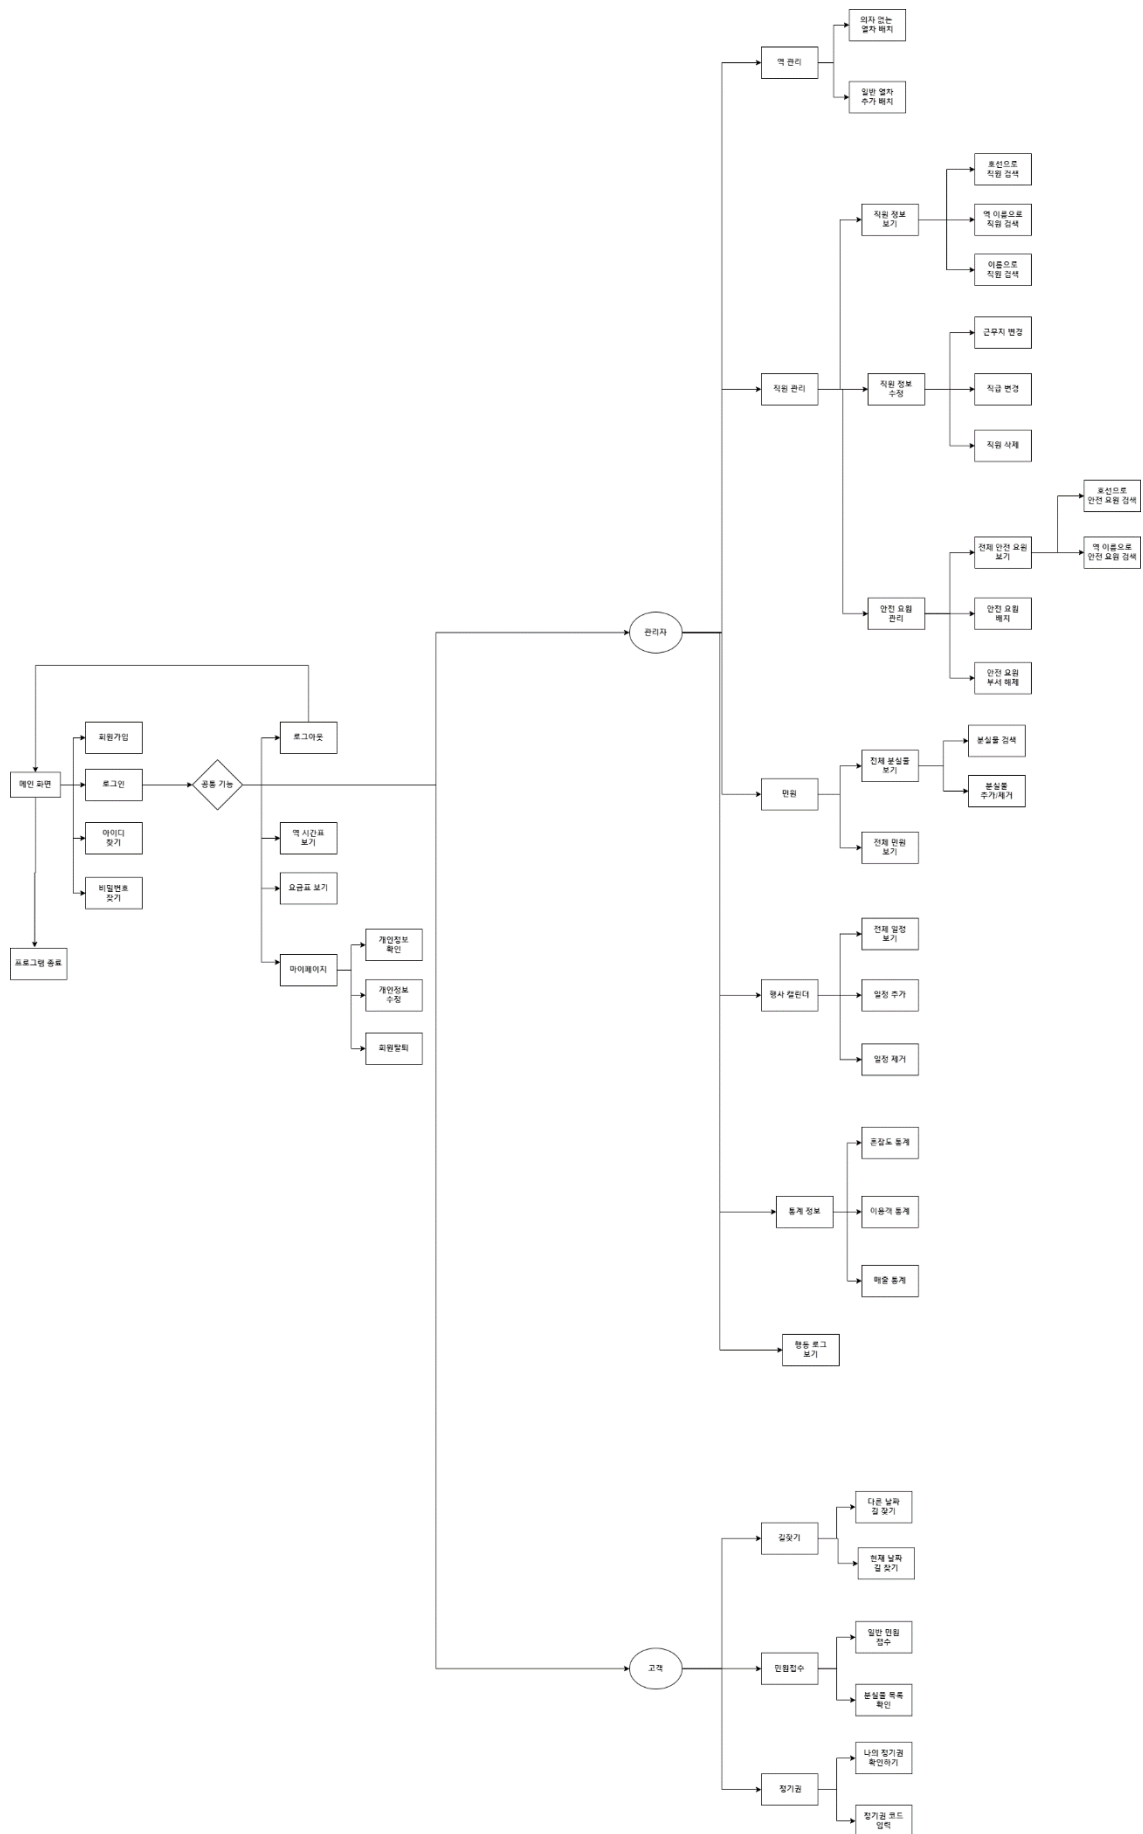 의자 없는
열차 배치
역 관리
일반 열차
추가 배치
호선으로
직원 검색
직원 정보
보기
역 이름으로
직원 검색
이름으로
직원 검색
근무지 변경
직원 관리
직원 정보
수정
직급 변경
직원 삭제
호선으로
안전 요원 검색
전체 안전 요원
보기
역 이름으로
안전 요원 검색
안전 요원
관리
안전 요원
배치
안전 요원
부서 해제
관리자
회원가입
로그아웃
메인 화면
로그인
공통 기능
아이디
찾기
역 시간표
보기
비밀번호
찾기
요금표 보기
프로그램 종료
마이페이지
개인정보
확인
개인정보
수정
회원탈퇴
분실물 검색
전체 분실물
보기
민원
분실물
추가/제거
전체 민원
보기
전체 일정
보기
행사 캘린더
일정 추가
일정 제거
혼잡도 통계
통계 정보
이용객 통계
매출 통계
행동 로그
보기
다른 날짜
길 찾기
길찾기
현재 날짜
길 찾기
일반 민원
접수
고객
민원접수
분실물 목록
확인
나의 정기권
확인하기
정기권
정기권 코드
입력